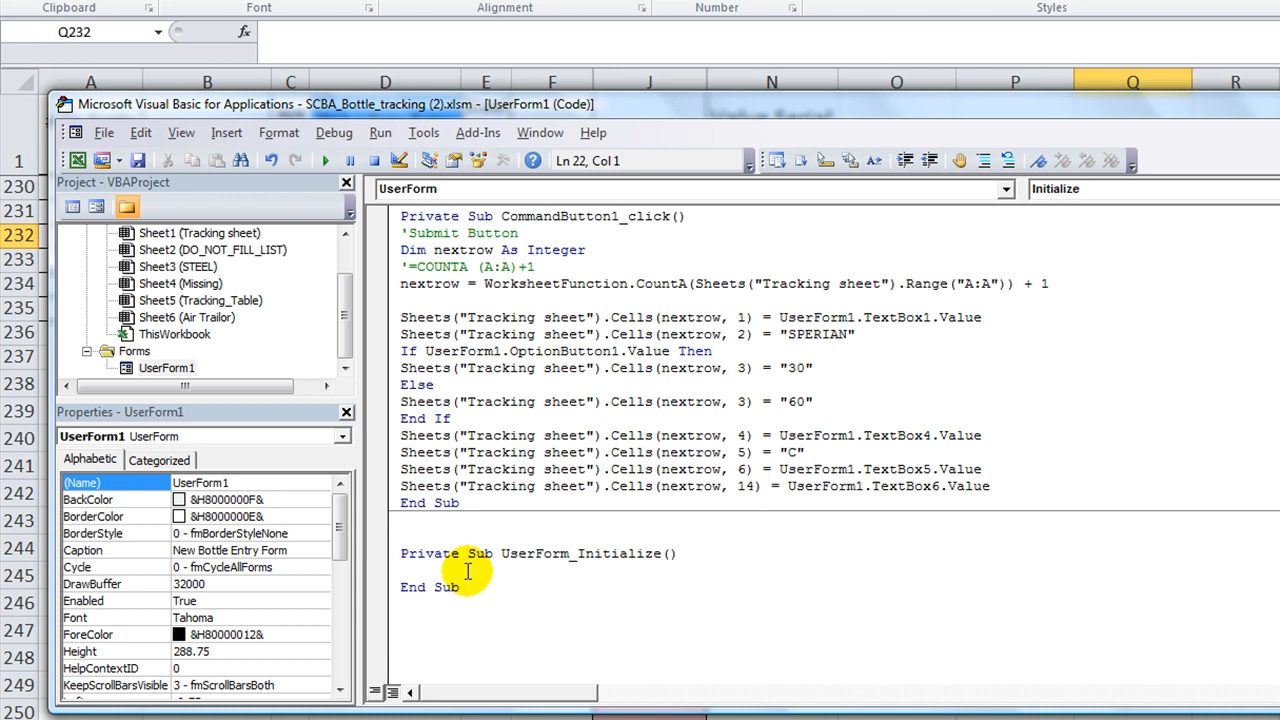 Clipboard Font Alignment Number Styles
Q232 fx
A B C D E F J N O P Q R
Microsoft Visual Basic for Applications - SCBA_Bottle_tracking (2).xlsm - [UserForm1 (Code)]
File Edit View Insert Format Debug Run Tools Add-Ins Window Help
Ln 22, Col 1
Project - VBAProject
UserForm Initialize
Sheet1 (Tracking sheet)
Sheet2 (DO_NOT_FILL_LIST)
Sheet3 (STEEL)
Sheet4 (Missing)
Sheet5 (Tracking_Table)
Sheet6 (Air Trailor)
ThisWorkbook
Forms
UserForm1
Properties - UserForm1
UserForm1 UserForm
Alphabetic Categorized
(Name) UserForm1
BackColor &H8000000F&
BorderColor &H8000000E&
BorderStyle 0 - fmBorderStyleNone
Caption New Bottle Entry Form
Cycle 0 - fmCycleAllForms
DrawBuffer 32000
Enabled True
Font Tahoma
ForeColor &H80000012&
Height 288.75
HelpContextID 0
KeepScrollBarsVisible 3 - fmScrollBarsBoth
Private Sub CommandButton1_click()
'Submit Button
Dim nextrow As Integer
'=COUNTA (A:A)+1
nextrow = WorksheetFunction.CountA(Sheets("Tracking sheet").Range("A:A")) + 1
Sheets("Tracking sheet").Cells(nextrow, 1) = UserForm1.TextBox1.Value
Sheets("Tracking sheet").Cells(nextrow, 2) = "SPERIAN"
If UserForm1.OptionButton1.Value Then
Sheets("Tracking sheet").Cells(nextrow, 3) = "30"
Else
Sheets("Tracking sheet").Cells(nextrow, 3) = "60"
End If
Sheets("Tracking sheet").Cells(nextrow, 4) = UserForm1.TextBox4.Value
Sheets("Tracking sheet").Cells(nextrow, 5) = "C"
Sheets("Tracking sheet").Cells(nextrow, 6) = UserForm1.TextBox5.Value
Sheets("Tracking sheet").Cells(nextrow, 14) = UserForm1.TextBox6.Value
End Sub
Private Sub UserForm_Initialize()
End Sub
1
230
231
232
233
234
235
236
237
238
239
240
241
242
243
244
245
246
247
248
249
250